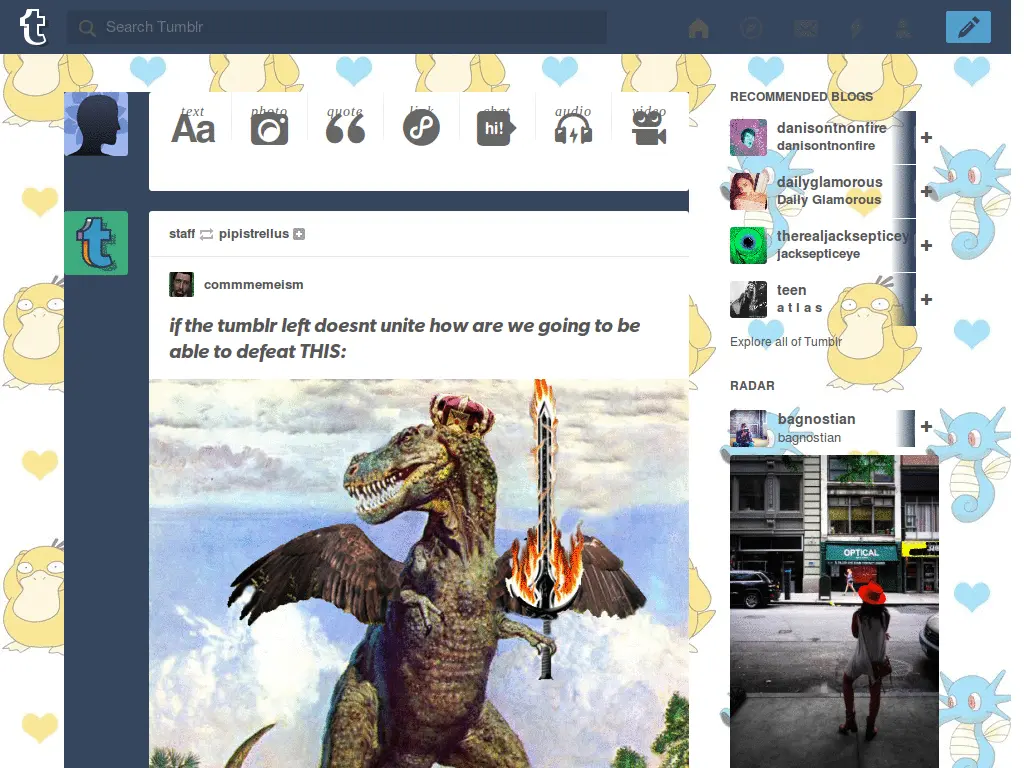 t
Search Tumblr
text photo quote link chat audio video
Aa hi!
t
staff pipistrellus
commmemeism
if the tumblr left doesnt unite how are we going to be
able to defeat THIS:
RECOMMENDED BLOGS
danisontnonfire
danisontnonfire
dailyglamorous
Daily Glamorous
therealjacksepticey
jacksepticeye
teen
a t l a s
Explore all of Tumblr
RADAR
bagnostian
bagnostian
OPTICAL